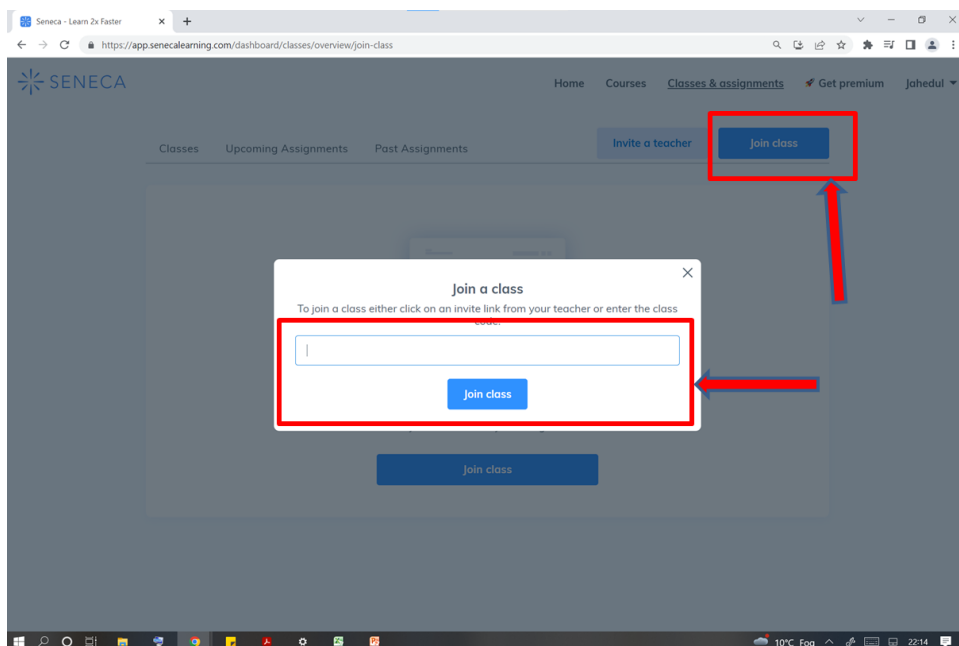 Seneca - Learn 2x Faster
https://app.senecalearning.com/dashboard/classes/overview/join-class
SENECA
Home Courses Classes & assignments Get premium Jahedul
Classes Upcoming Assignments Past Assignments Invite a teacher Join class
Join a class
To join a class either click on an invite link from your teacher or enter the class
code.
Join class
Join class
10°C Fog 22:14